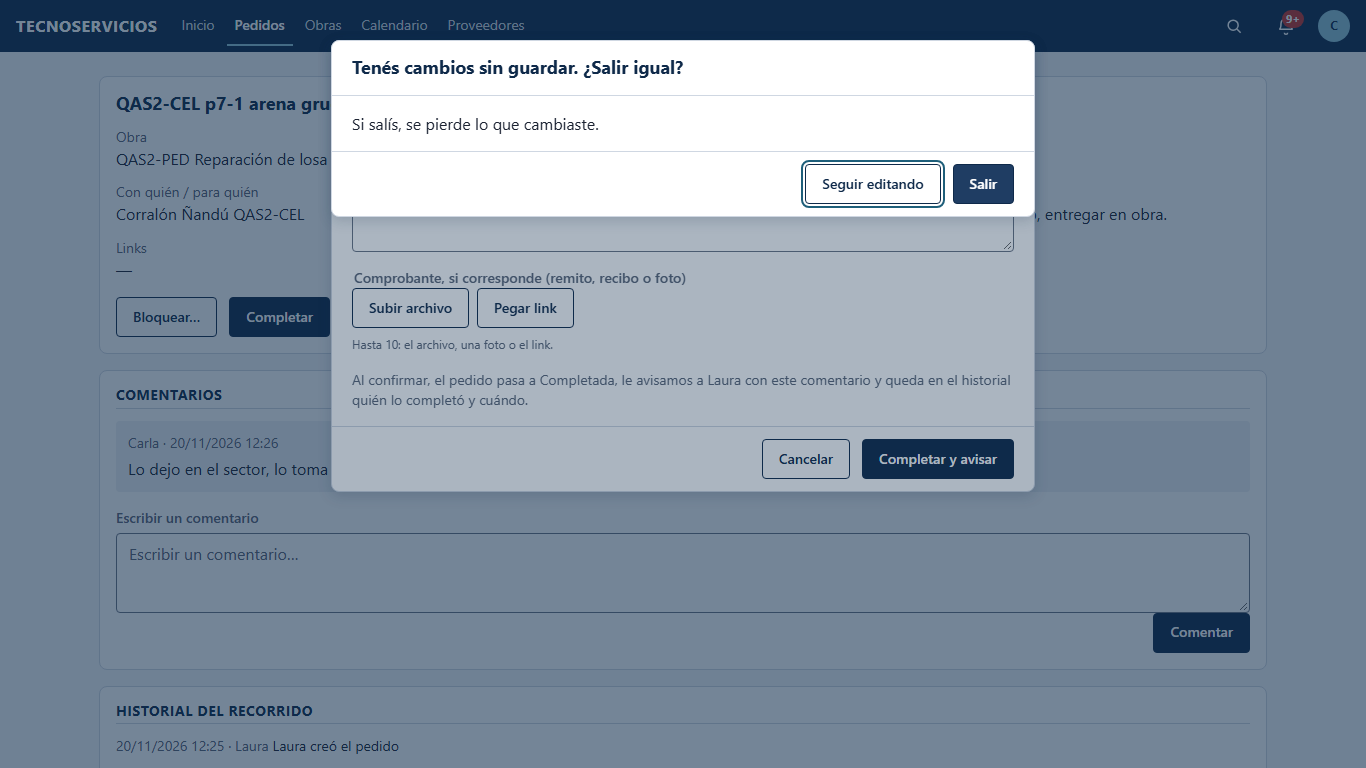 TECNOSERVICIOS Inicio Pedidos Obras Calendario Proveedores 9+ C
Tenés cambios sin guardar. ¿Salir igual?
Si salís, se pierde lo que cambiaste.
Seguir editando Salir
QAS2-CEL p7-1 arena gru
Obra
QAS2-PED Reparación de losa
Con quién / para quién
Corralón Ñandú QAS2-CEL
, entregar en obra.
Links
—
Bloquear... Completar
Comprobante, si corresponde (remito, recibo o foto)
Subir archivo Pegar link
Hasta 10: el archivo, una foto o el link.
Al confirmar, el pedido pasa a Completada, le avisamos a Laura con este comentario y queda en el historial
quién lo completó y cuándo.
Cancelar Completar y avisar
COMENTARIOS
Carla · 20/11/2026 12:26
Lo dejo en el sector, lo toma
Escribir un comentario
Escribir un comentario...
Comentar
HISTORIAL DEL RECORRIDO
20/11/2026 12:25 · Laura Laura creó el pedido